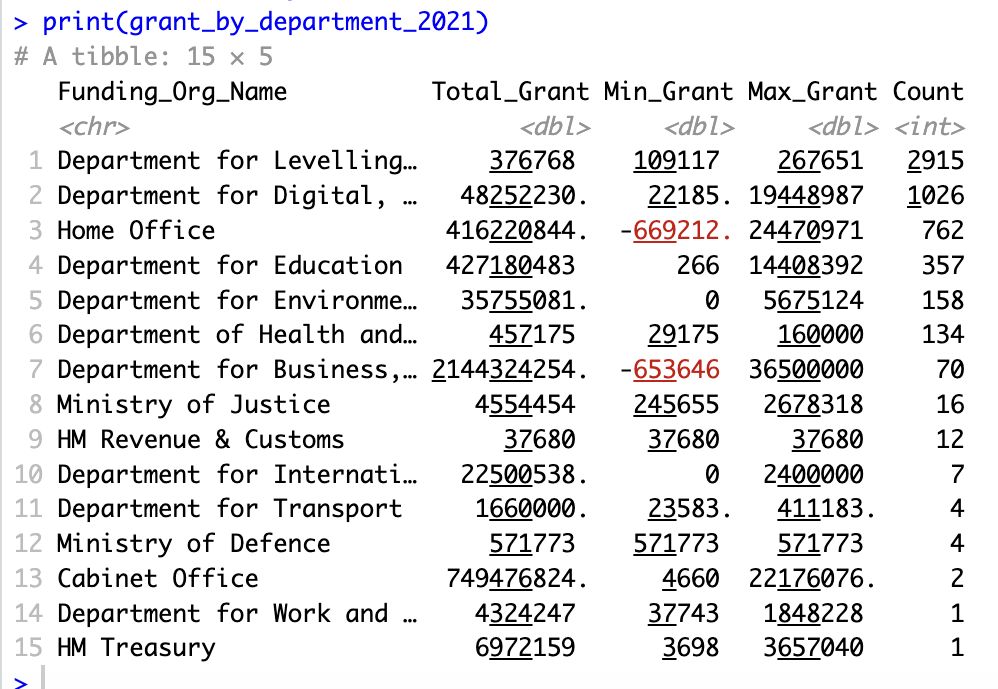 > print(grant_by_department_2021)
# A tibble: 15 × 5
Funding_Org_Name Total_Grant Min_Grant Max_Grant Count
<chr> <dbl> <dbl> <dbl> <int>
1 Department for Levelling… 376768 109117 267651 2915
2 Department for Digital, … 48252230. 22185. 19448987 1026
3 Home Office 416220844. -669212. 24470971 762
4 Department for Education 427180483 266 14408392 357
5 Department for Environme… 35755081. 0 5675124 158
6 Department of Health and… 457175 29175 160000 134
7 Department for Business,… 2144324254. -653646 36500000 70
8 Ministry of Justice 4554454 245655 2678318 16
9 HM Revenue & Customs 37680 37680 37680 12
10 Department for Internati… 22500538. 0 2400000 7
11 Department for Transport 1660000. 23583. 411183. 4
12 Ministry of Defence 571773 571773 571773 4
13 Cabinet Office 749476824. 4660 22176076. 2
14 Department for Work and … 4324247 37743 1848228 1
15 HM Treasury 6972159 3698 3657040 1
>